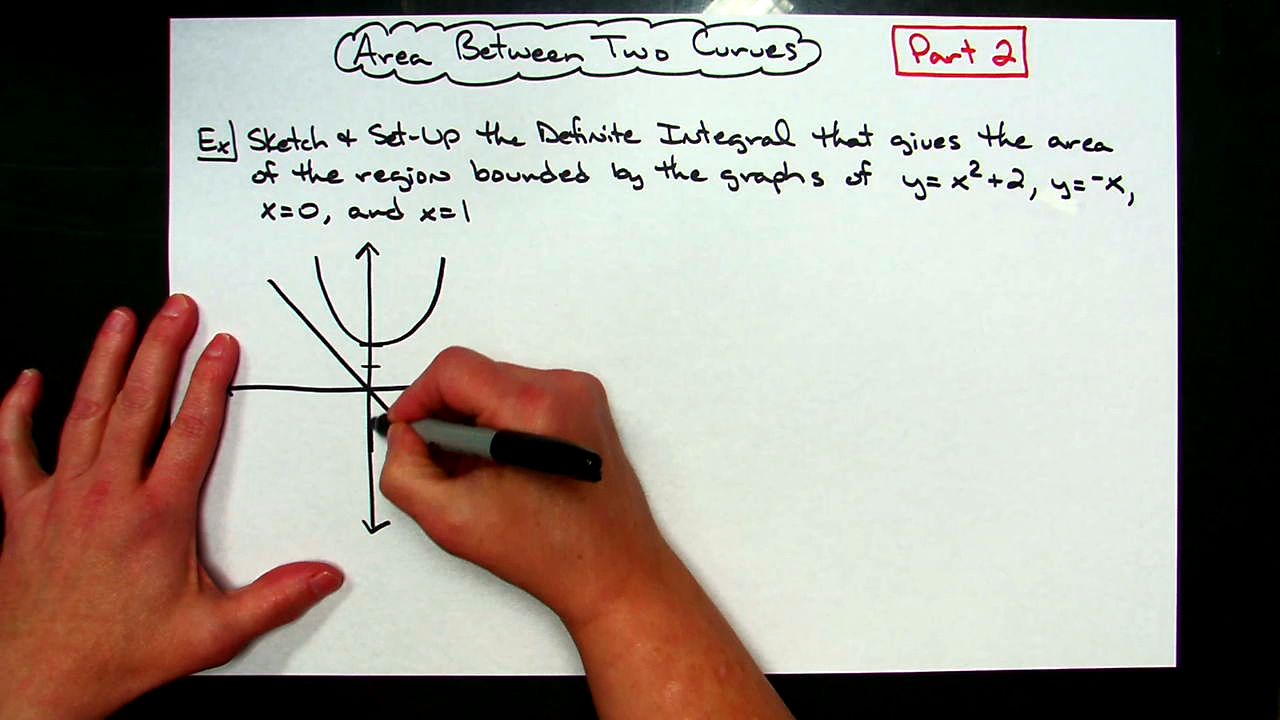 Area Between Two Curves
Part 2
Ex) Sketch & Set-Up the Definite Integral that gives the area
of the region bounded by the graphs of y=x²+2, y=-x,
x=0, and x=1